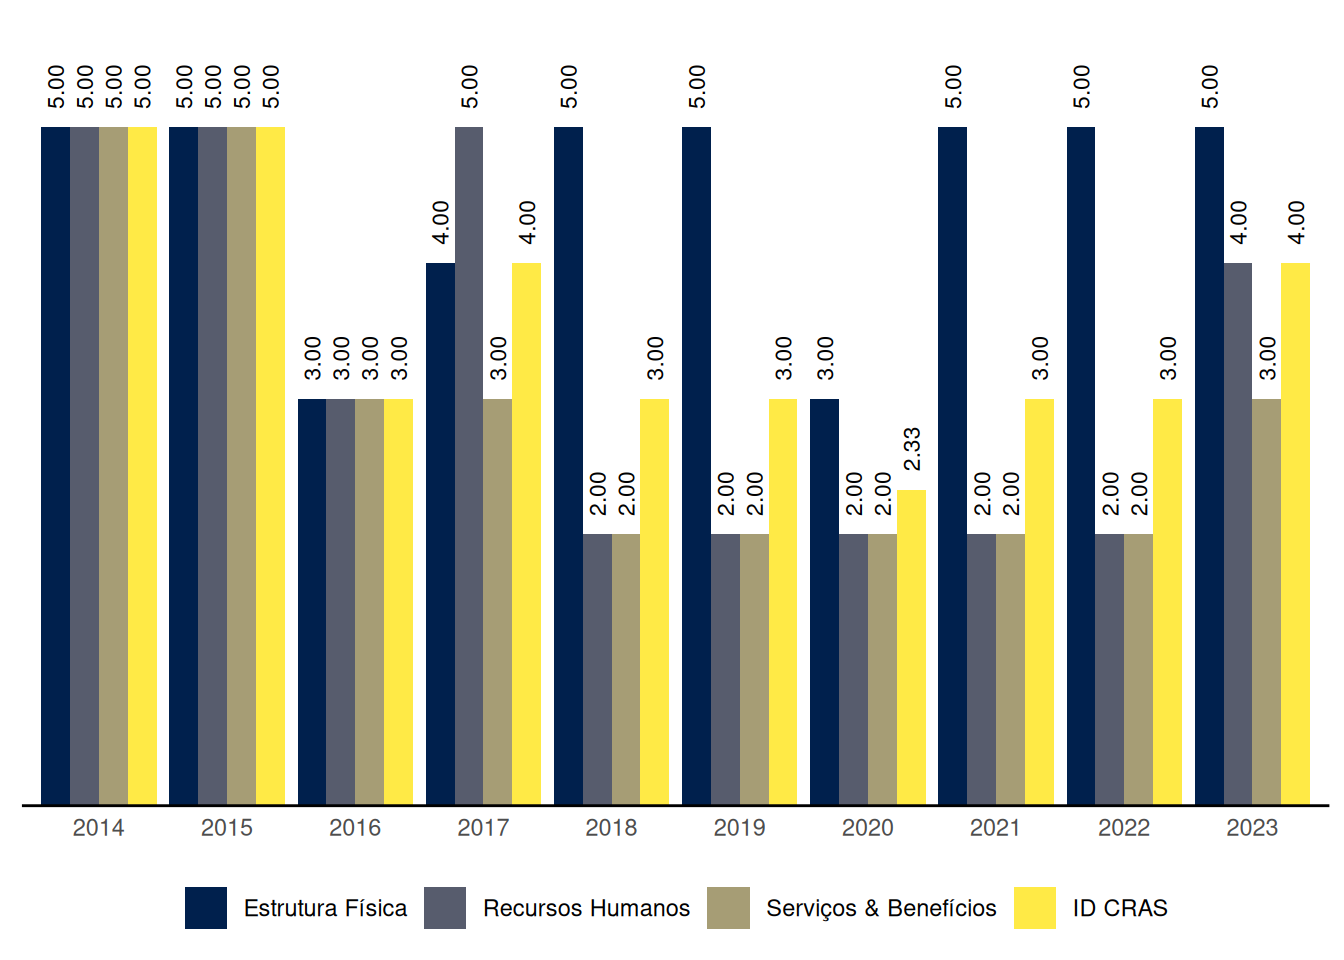 5.00 5.00 5.00 5.00 5.00 5.00 5.00 5.00 3.00 3.00 3.00 3.00 4.00 5.00 3.00 4.00 5.00 2.00 2.00 3.00 5.00 2.00 2.00 3.00 3.00 2.00 2.00 2.33 5.00 2.00 2.00 3.00 5.00 2.00 2.00 3.00 5.00 4.00 3.00 4.00
2014 2015 2016 2017 2018 2019 2020 2021 2022 2023
Estrutura Física Recursos Humanos Serviços & Benefícios ID CRAS